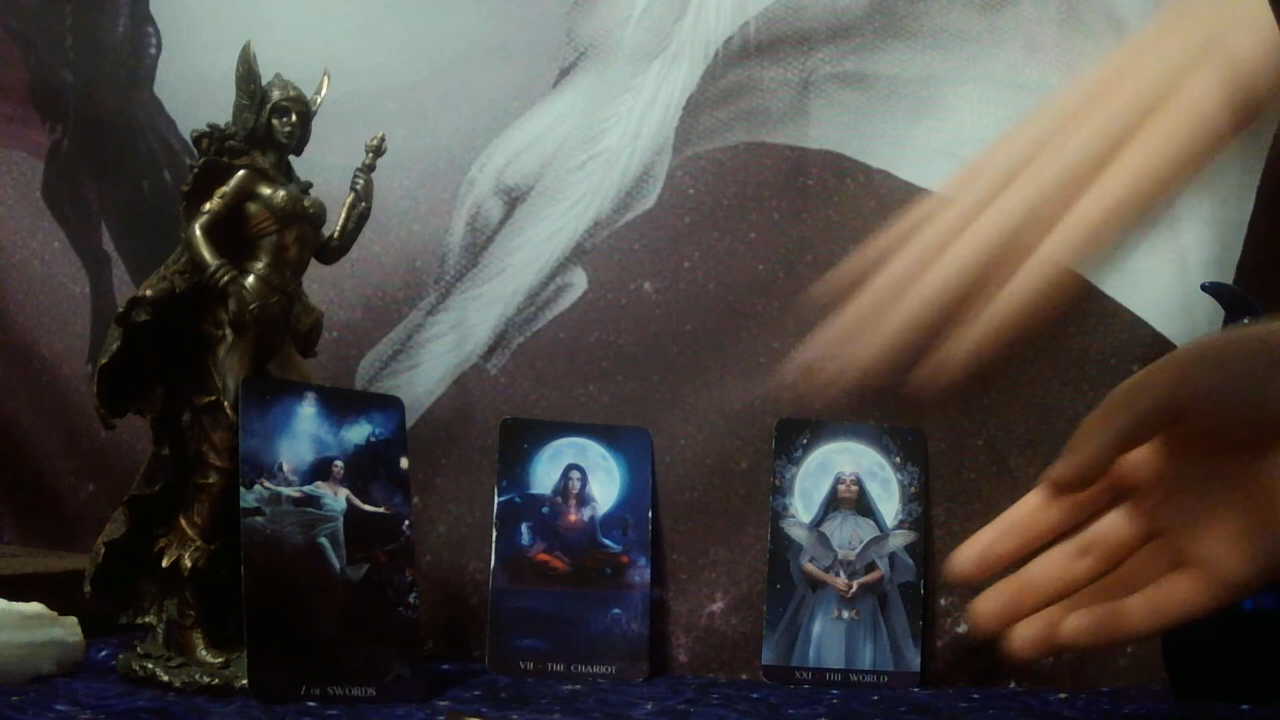 I OF SWORDS
VII - THE CHARIOT
XXI - THE WORLD